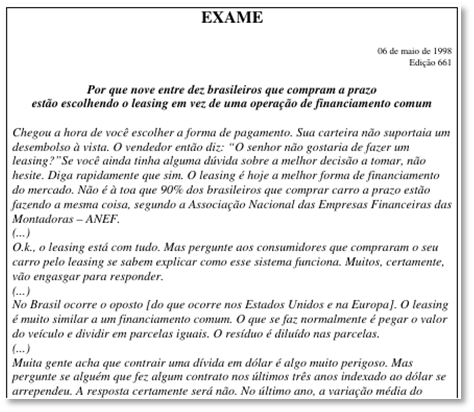 EXAME
06 de maio de 1998
Edição 661
Por que nove entre dez brasileiros que compram a prazo
estão escolhendo o leasing em vez de uma operação de financiamento comum
Chegou a hora de você escolher a forma de pagamento. Sua carteira não suportaia um
desembolso à vista. O vendedor então diz: “O senhor não gostaria de fazer um
leasing?”Se você ainda tinha alguma dúvida sobre a melhor decisão a tomar, não
hesite. Diga rapidamente que sim. O leasing é hoje a melhor forma de financiamento
do mercado. Não é à toa que 90% dos brasileiros que comprar carro a prazo estão
fazendo a mesma coisa, segundo a Associação Nacional das Empresas Financeiras das
Montadoras – ANEF.
(...)
O.k., o leasing está com tudo. Mas pergunte aos consumidores que compraram o seu
carro pelo leasing se sabem explicar como esse sistema funciona. Muitos, certamente,
vão engasgar para responder.
(...)
No Brasil ocorre o oposto [do que ocorre nos Estados Unidos e na Europa]. O leasing
é muito similar a um financiamento comum. O que se faz normalmente é pegar o valor
do veículo e dividir em parcelas iguais. O resíduo é diluído nas parcelas.
(...)
Muita gente acha que contrair uma dívida em dólar é algo muito perigoso. Mas
pergunte se alguém que fez algum contrato nos últimos três anos indexado ao dólar se
arrependeu. A resposta certamente será não. No último ano, a variação média do